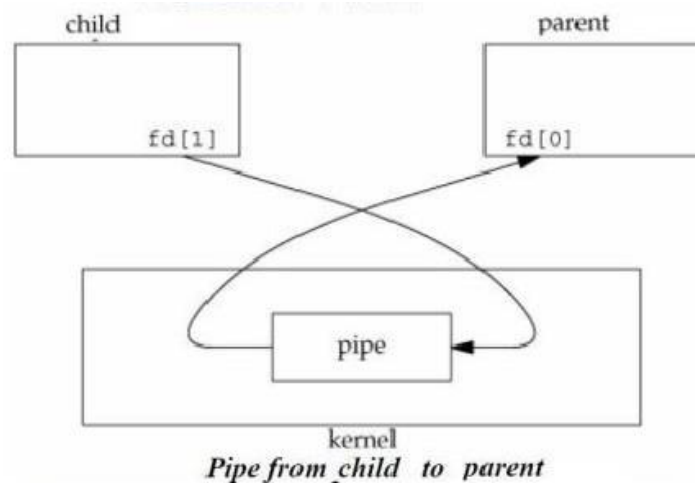 child
parent
fd[1]
fd[0]
pipe
kernel
Pipe from child to parent